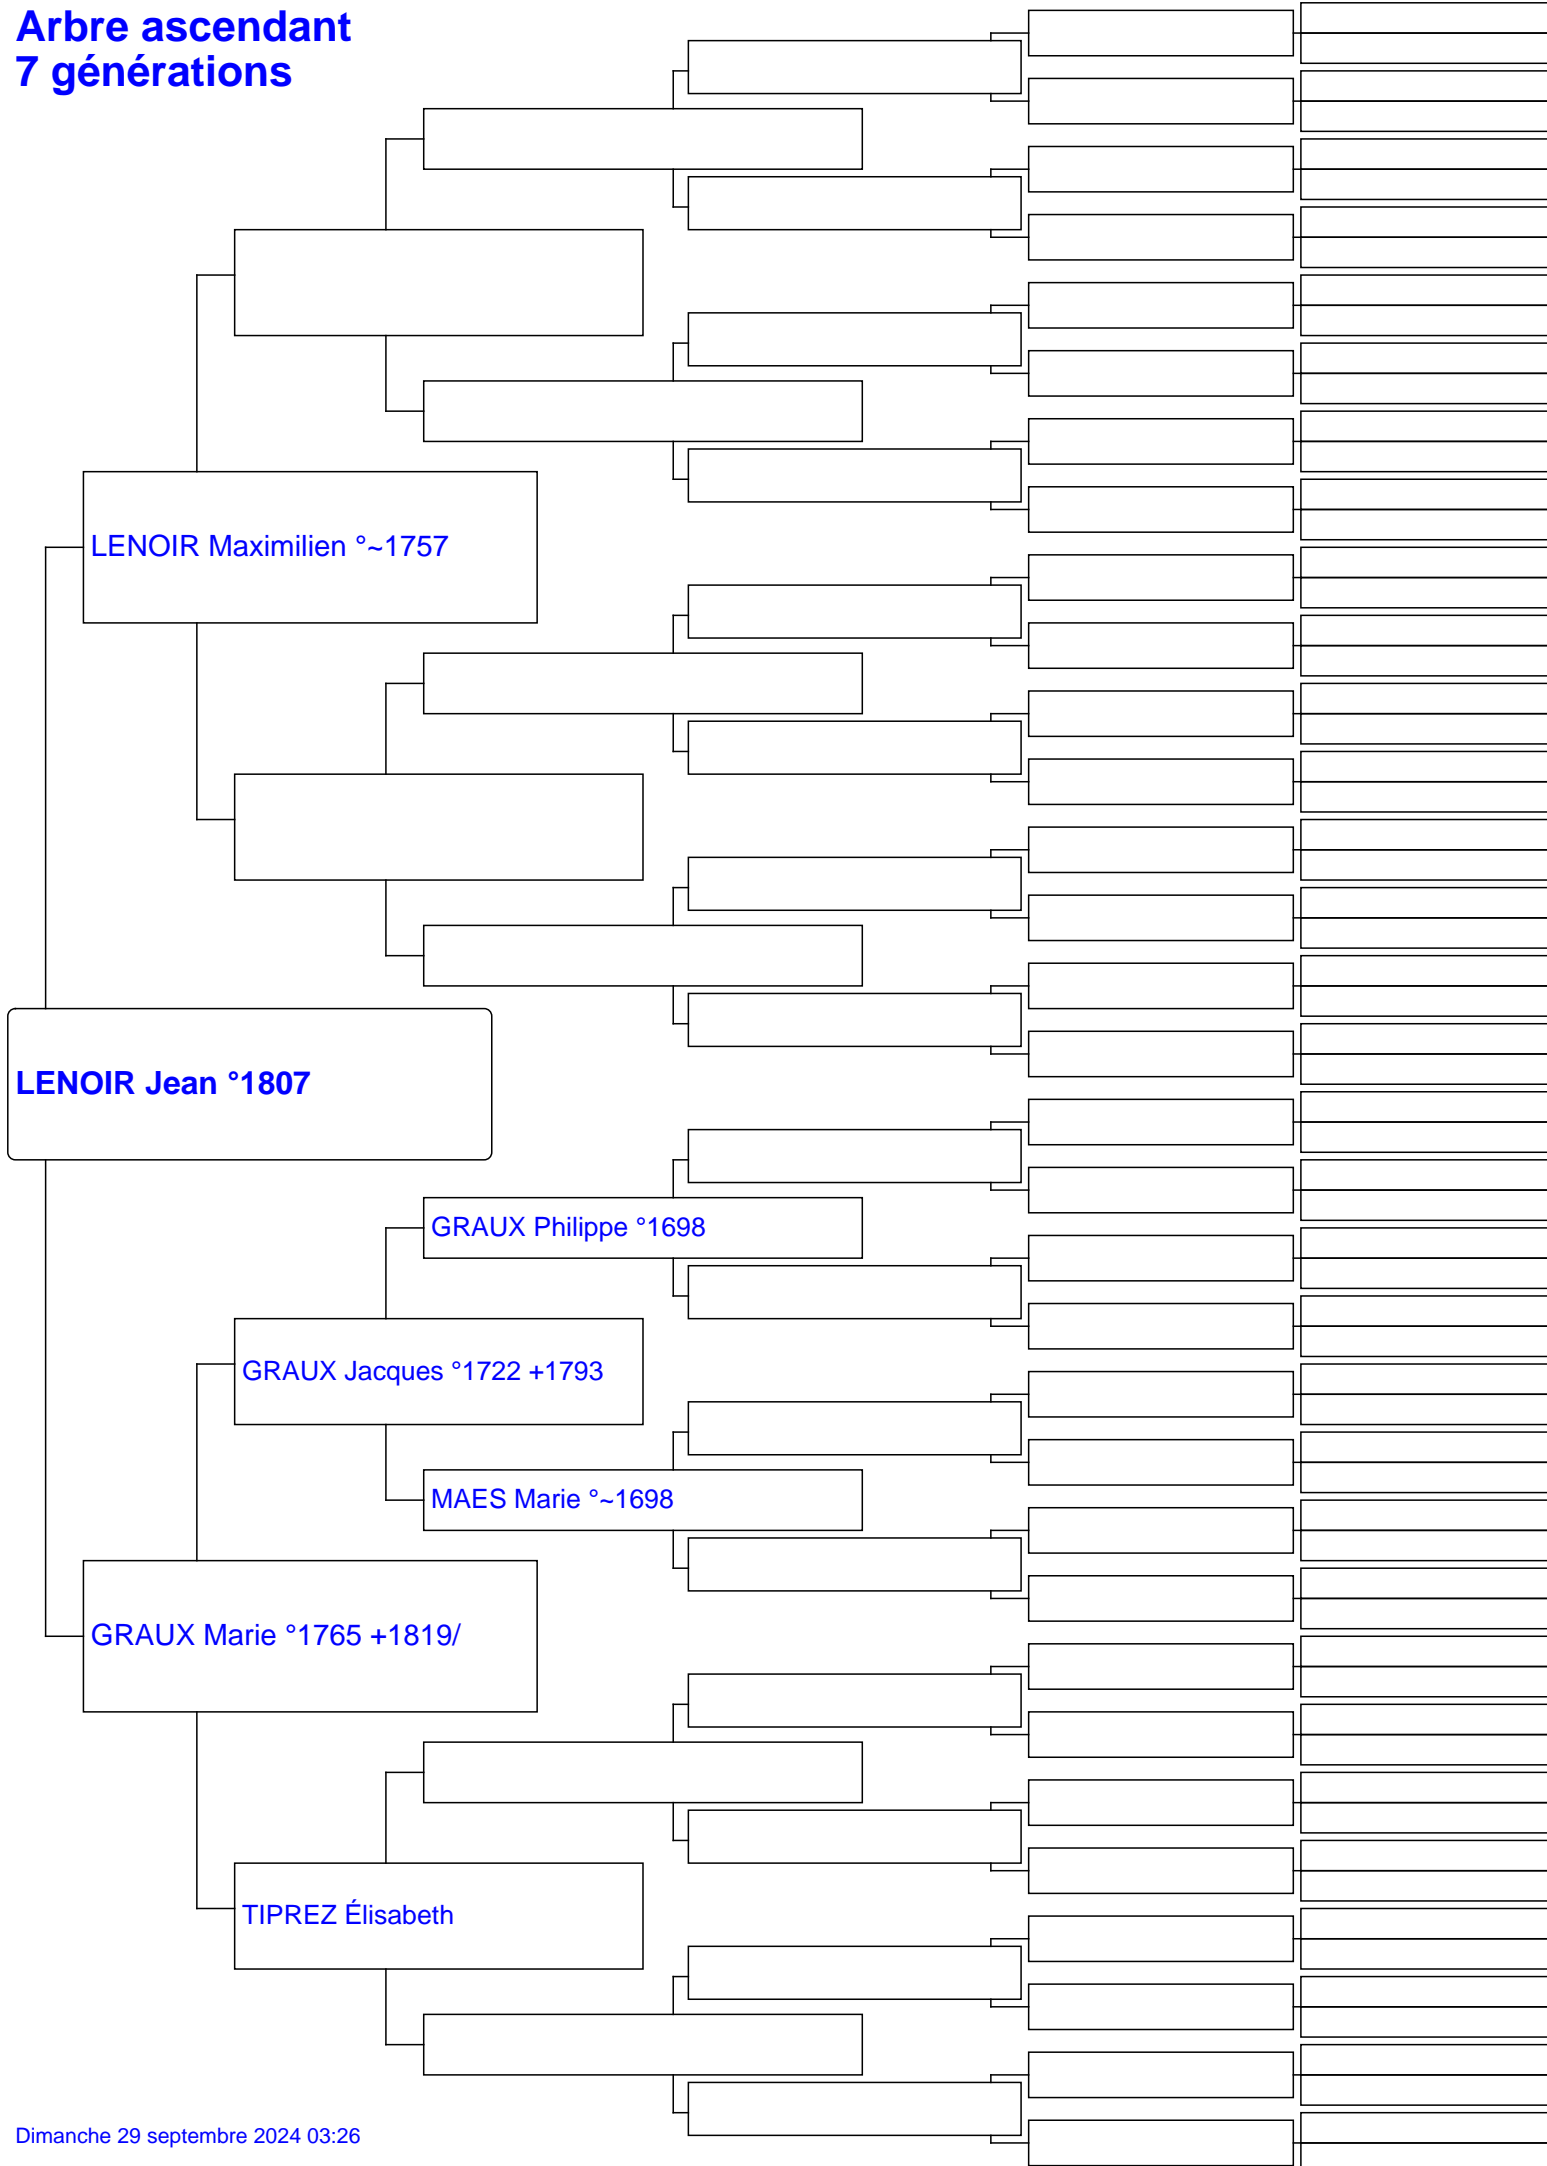 Arbre ascendant
7 générations
LENOIR Maximilien °~1757
LENOIR Jean °1807
GRAUX Philippe °1698
GRAUX Jacques °1722 +1793
MAES Marie °~1698
GRAUX Marie °1765 +1819/
TIPREZ Élisabeth
Dimanche 29 septembre 2024 03:26